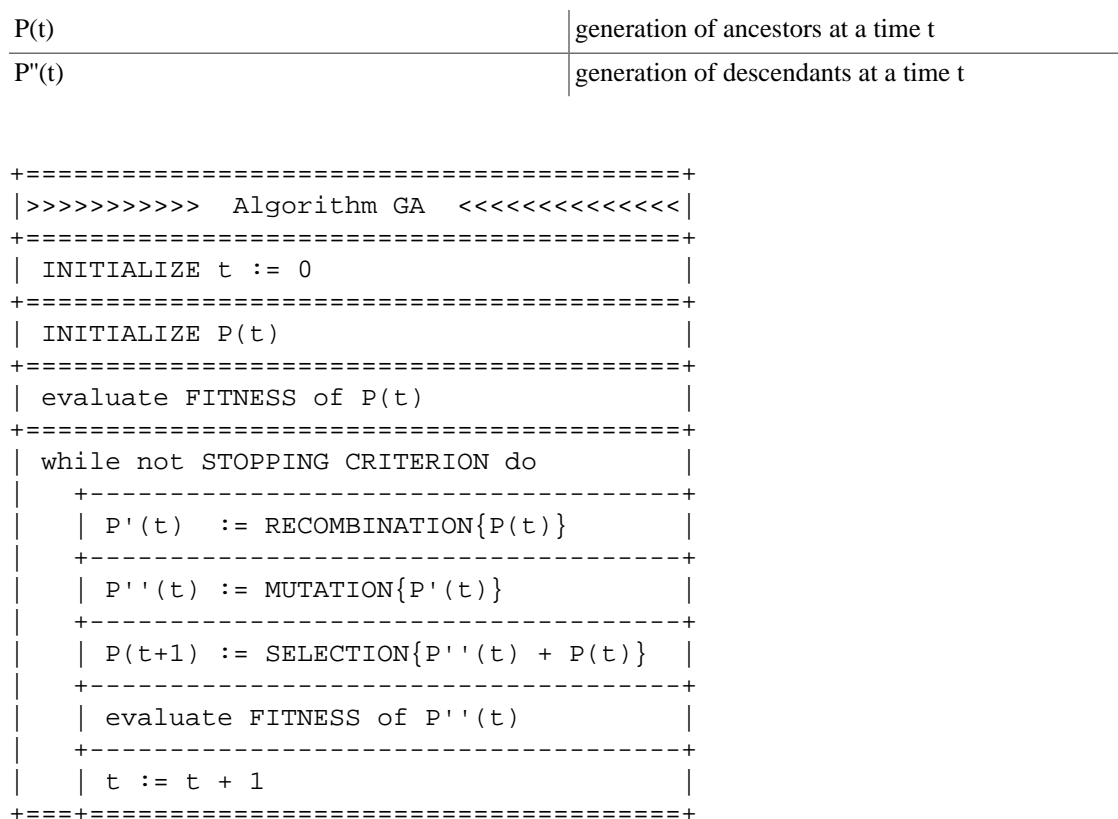 P(t) generation of ancestors at a time t
P''(t) generation of descendants at a time t
+=========================================+
|>>>>>>>>>>>  Algorithm GA  <<<<<<<<<<<<<<|
+=========================================+
| INITIALIZE t := 0                       |
+=========================================+
| INITIALIZE P(t)                         |
+=========================================+
| evaluate FITNESS of P(t)                |
+=========================================+
| while not STOPPING CRITERION do         |
|   +-------------------------------------+
|   | P'(t)  := RECOMBINATION{P(t)}       |
|   +-------------------------------------+
|   | P''(t) := MUTATION{P'(t)}           |
|   +-------------------------------------+
|   | P(t+1) := SELECTION{P''(t) + P(t)}  |
|   +-------------------------------------+
|   | evaluate FITNESS of P''(t)          |
|   +-------------------------------------+
|   | t := t + 1                          |
+===+=====================================+